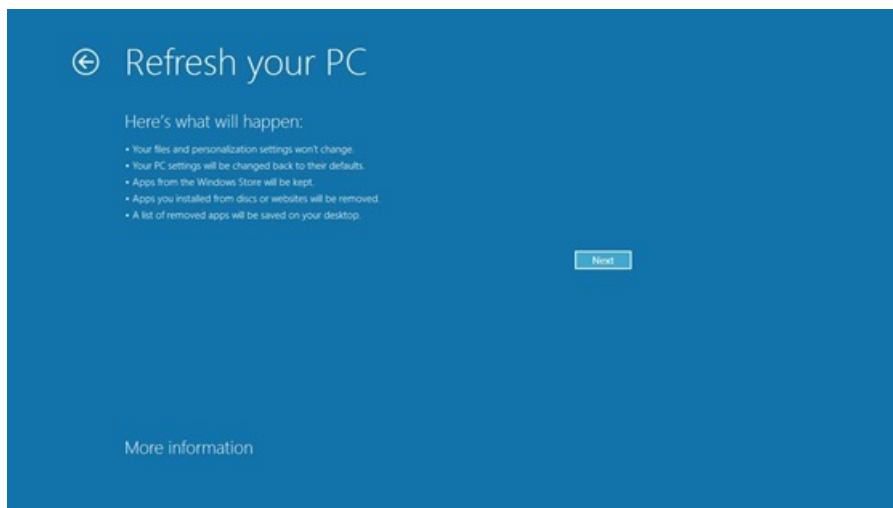 Refresh your PC
Here's what will happen:
• Your files and personalization settings won't change.
• Your PC settings will be changed back to their defaults.
• Apps from the Windows Store will be kept.
• Apps you installed from discs or websites will be removed.
• A list of removed apps will be saved on your desktop.
Next
More information